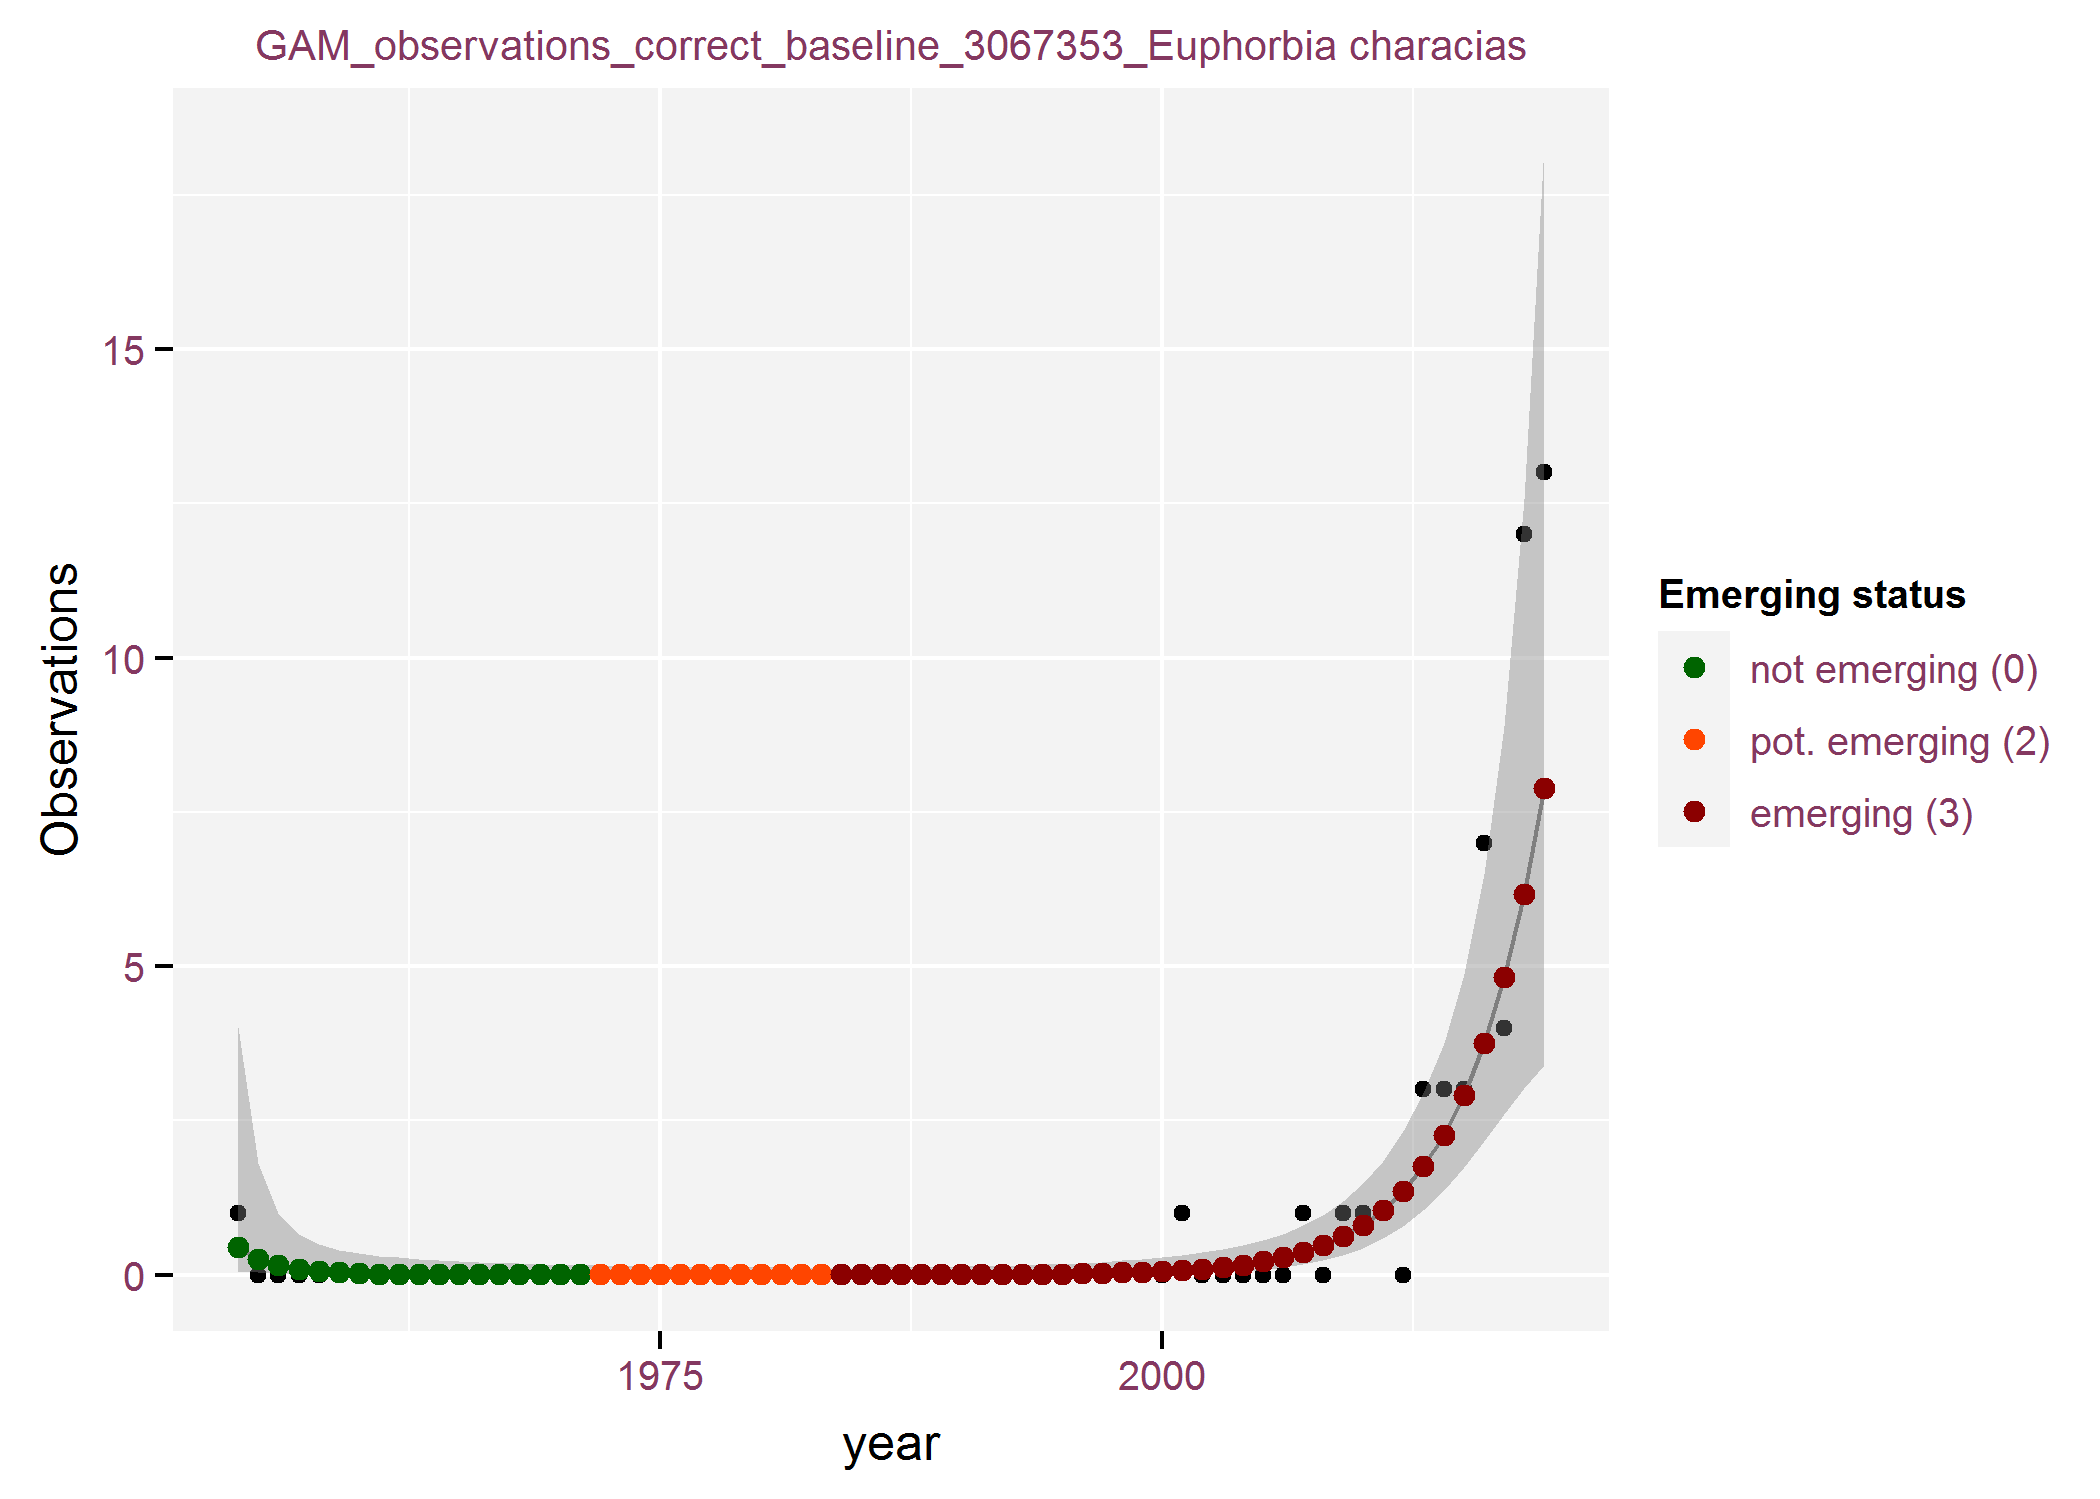 GAM_observations_correct_baseline_3067353_Euphorbia characias
Observations
15
10
5
0
1975
2000
year
Emerging status
not emerging (0)
pot. emerging (2)
emerging (3)